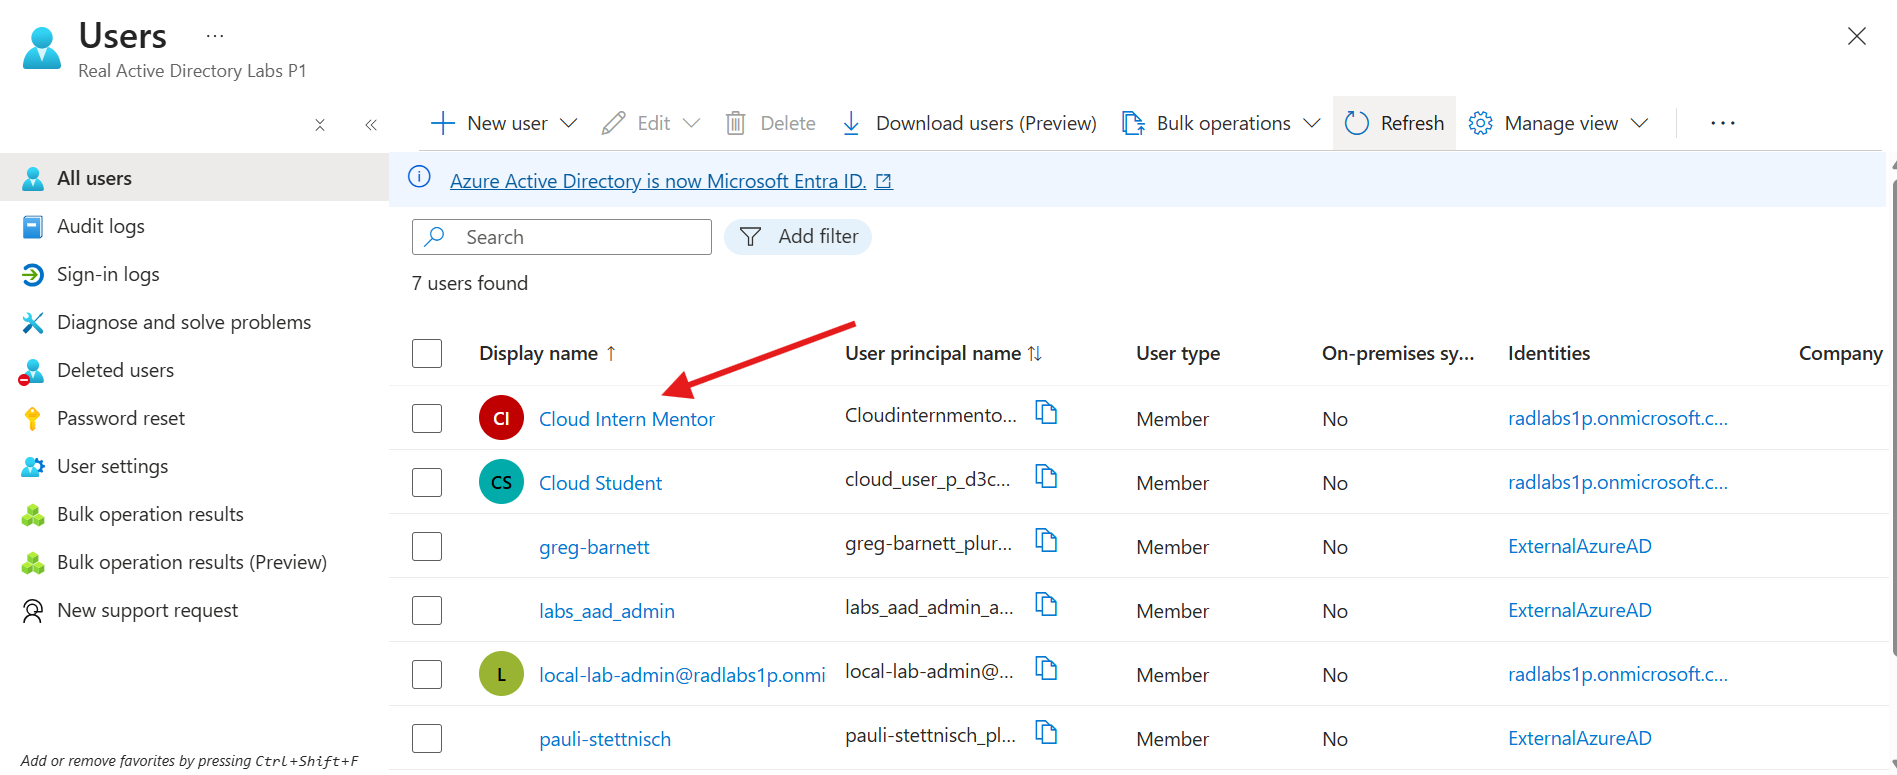 Users ...
Real Active Directory Labs P1
New user
Edit
Delete
Download users (Preview)
Bulk operations
Refresh
Manage view
...
All users
Audit logs
Sign-in logs
Diagnose and solve problems
Deleted users
Password reset
User settings
Bulk operation results
Bulk operation results (Preview)
New support request
Add or remove favorites by pressing Ctrl+Shift+F
Azure Active Directory is now Microsoft Entra ID.
Search
Add filter
7 users found
Display name ↑ User principal name ↑↓ User type On-premises sy... Identities Company
CI Cloud Intern Mentor Cloudinternmento... Member No radlabs1p.onmicrosoft.c...
CS Cloud Student cloud_user_p_d3c... Member No radlabs1p.onmicrosoft.c...
greg-barnett greg-barnett_plur... Member No ExternalAzureAD
labs_aad_admin labs_aad_admin_a... Member No ExternalAzureAD
L local-lab-admin@radlabs1p.onmi local-lab-admin@... Member No radlabs1p.onmicrosoft.c...
pauli-stettnisch pauli-stettnisch_pl... Member No ExternalAzureAD